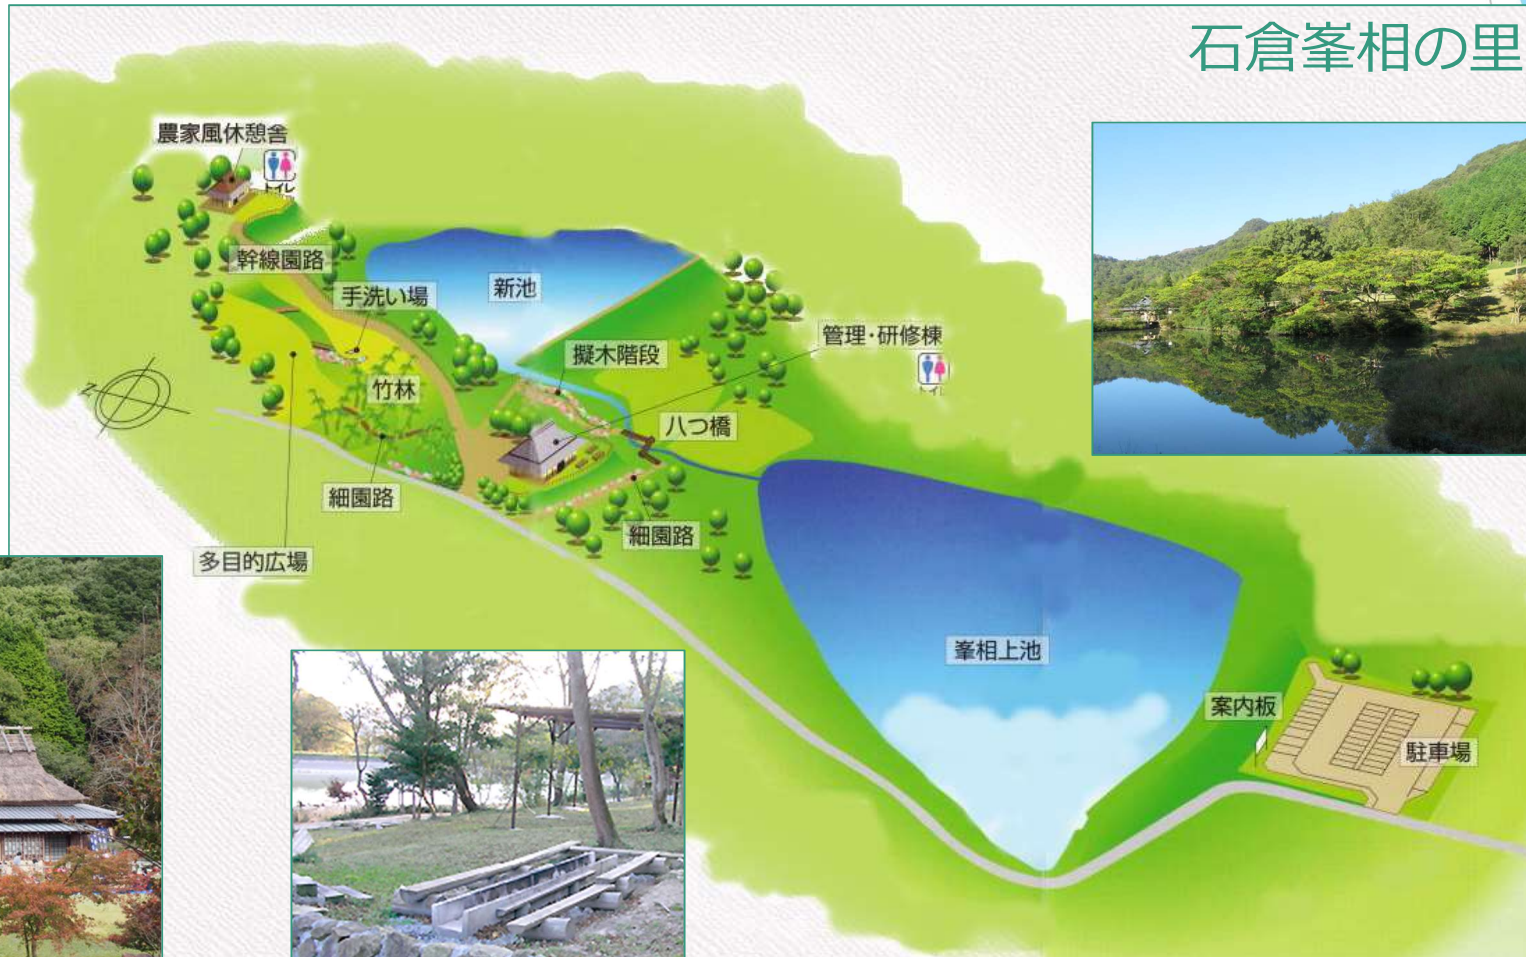 石倉峯相の里
農家風休憩舎
トイレ
幹線園路
手洗い場
新池
管理・研修棟
トイレ
擬木階段
竹林
八つ橋
細園路
細園路
多目的広場
N
峯相上池
案内板
駐車場